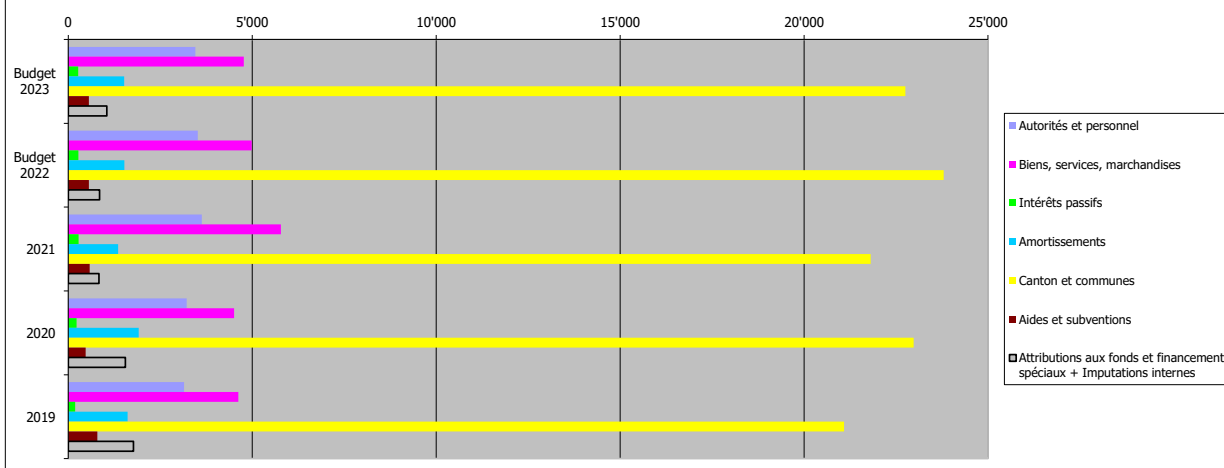 0 5'000 10'000 15'000 20'000 25'000
Budget
2023
Budget
2022
2021
2020
2019
Autorités et personnel
Biens, services, marchandises
Intérêts passifs
Amortissements
Canton et communes
Aides et subventions
Attributions aux fonds et financement
spéciaux + Imputations internes